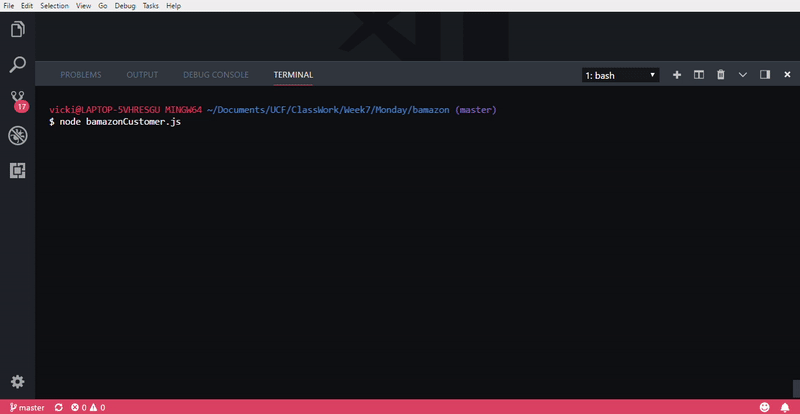 File Edit Selection View Go Debug Tasks Help
PROBLEMS OUTPUT DEBUG CONSOLE TERMINAL 1: bash
17
vicki@LAPTOP-5VHRESGU MINGW64 ~/Documents/UCF/ClassWork/Week7/Monday/bamazon (master)
$ node bamazonCustomer.js
master 0 0